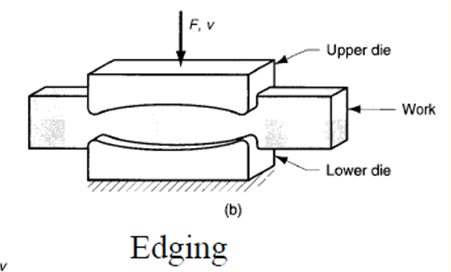 F, v
Upper die
Work
Lower die
(b)
Edging
v